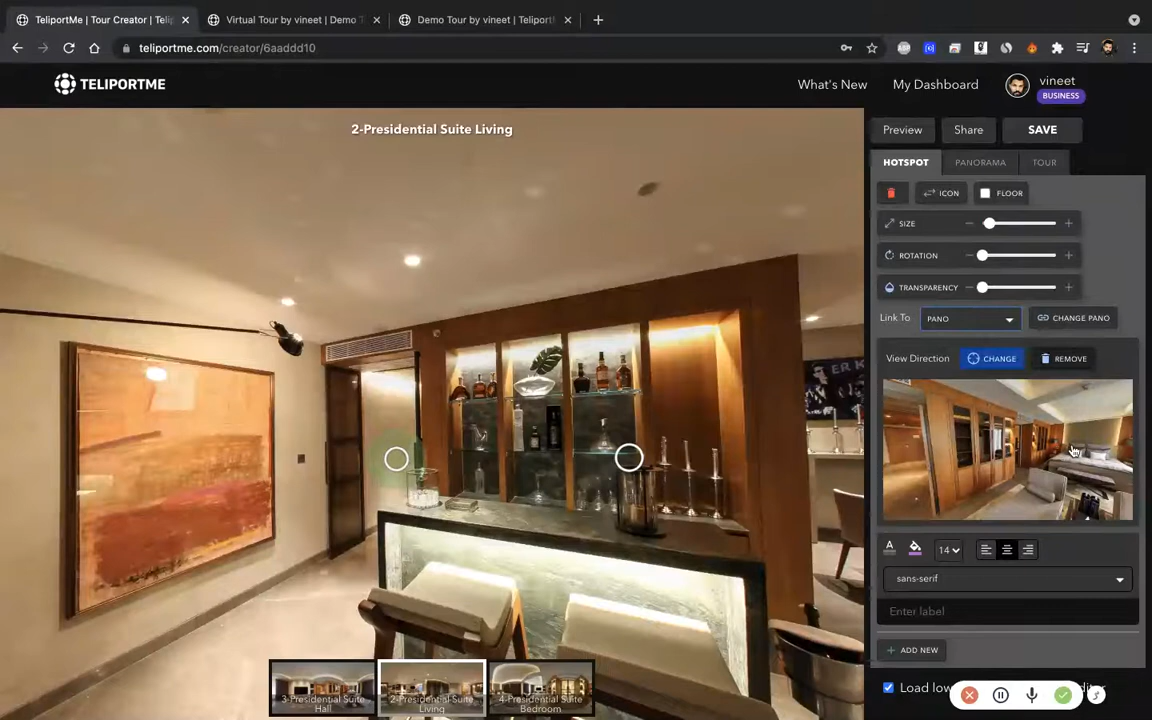 TeliportMe | Tour Creator | Teli
Virtual Tour by vineet | Demo T
Demo Tour by vineet | Teliport
teliportme.com/creator/6aaddd10
TELIPORTME
What's New
My Dashboard
vineet
BUSINESS
2-Presidential Suite Living
Preview
Share
SAVE
HOTSPOT
PANORAMA
TOUR
ICON
FLOOR
SIZE
ROTATION
TRANSPARENCY
Link To
PANO
CHANGE PANO
View Direction
CHANGE
REMOVE
ER K
A
14
sans-serif
Enter label
ADD NEW
3-Presidential Suite
Hall
2-Presidential Suite
Living
4-Presidential Suite
Bedroom
Load low